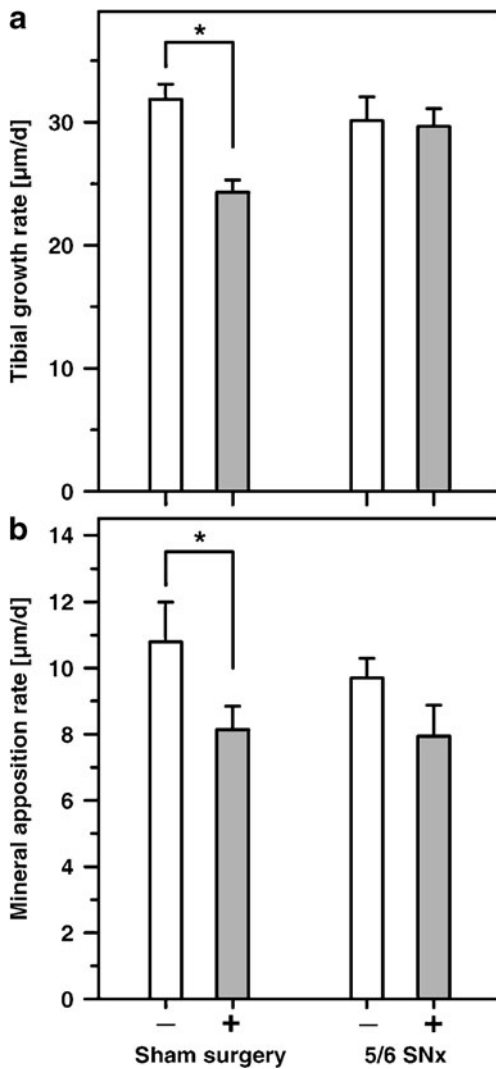 a
*
Tibial growth rate [µm/d]
30
20
10
0
b
*
Mineral apposition rate [µm/d]
14
12
10
8
6
4
2
0
– + – +
Sham surgery 5/6 SNx